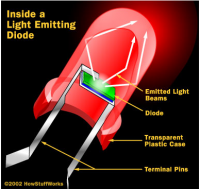 Inside a
Light Emitting
Diode
Emitted Light
Beams
Diode
Transparent
Plastic Case
Terminal Pins
©2002 HowStuffWorks